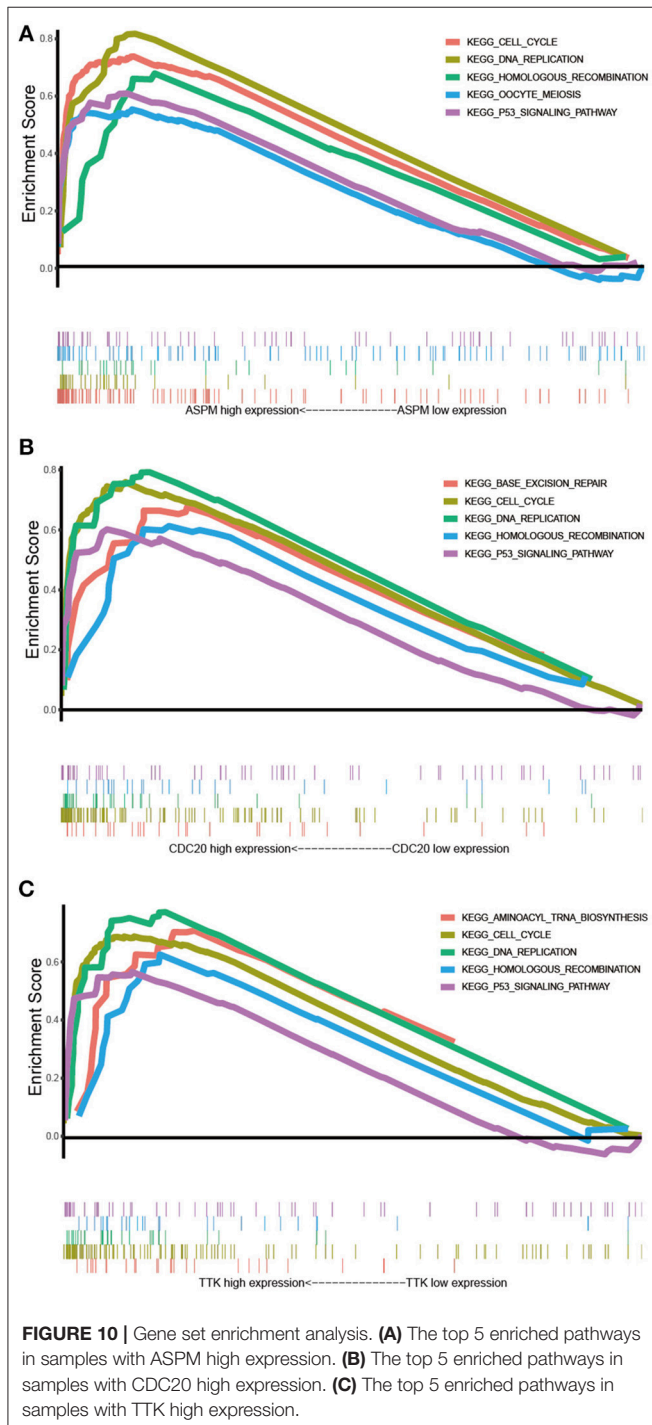 A
Enrichment Score
0.8
0.6
0.4
0.2
0.0
KEGG_CELL_CYCLE
KEGG_DNA_REPLICATION
KEGG_HOMOLOGOUS_RECOMBINATION
KEGG_OOCYTE_MEIOSIS
KEGG_P53_SIGNALING_PATHWAY
ASPM high expression<----------------ASPM low expression
B
Enrichment Score
0.8
0.6
0.4
0.2
0.0
KEGG_BASE_EXCISION_REPAIR
KEGG_CELL_CYCLE
KEGG_DNA_REPLICATION
KEGG_HOMOLOGOUS_RECOMBINATION
KEGG_P53_SIGNALING_PATHWAY
CDC20 high expression<----------------CDC20 low expression
C
Enrichment Score
0.6
0.4
0.2
0.0
KEGG_AMINOACYL_TRNA_BIOSYNTHESIS
KEGG_CELL_CYCLE
KEGG_DNA_REPLICATION
KEGG_HOMOLOGOUS_RECOMBINATION
KEGG_P53_SIGNALING_PATHWAY
TTK high expression<----------------TTK low expression
FIGURE 10 | Gene set enrichment analysis. (A) The top 5 enriched pathways
in samples with ASPM high expression. (B) The top 5 enriched pathways in
samples with CDC20 high expression. (C) The top 5 enriched pathways in
samples with TTK high expression.